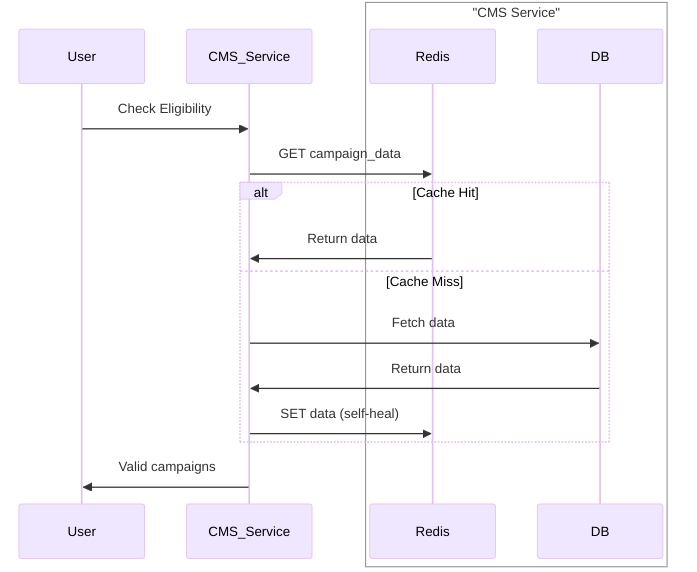 "CMS Service"
User
CMS_Service
Redis
DB
Check Eligibility
GET campaign_data
alt
[Cache Hit]
Return data
[Cache Miss]
Fetch data
Return data
SET data (self-heal)
Valid campaigns
User
CMS_Service
Redis
DB